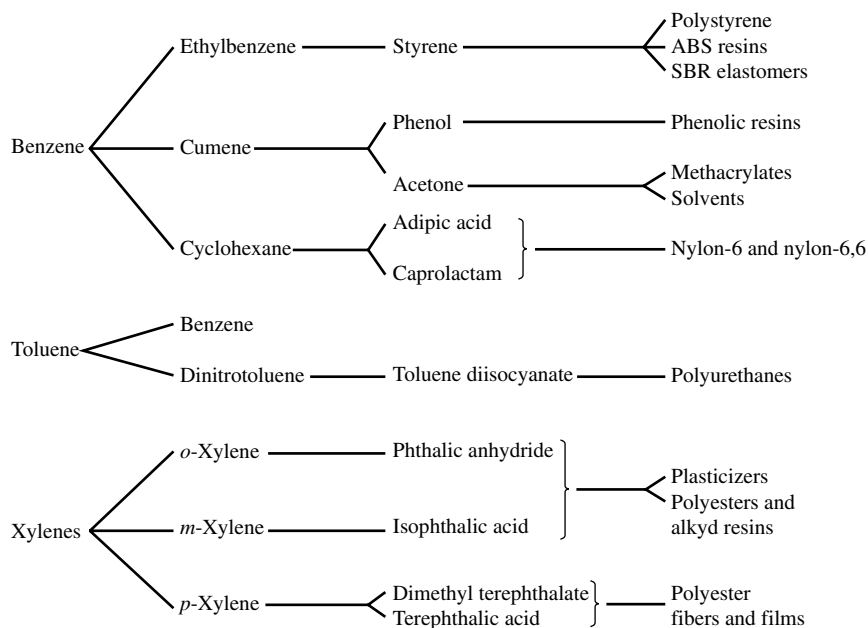 Polystyrene
Ethylbenzene Styrene ABS resins
SBR elastomers
Phenol Phenolic resins
Benzene Cumene
Methacrylates
Acetone
Solvents
Adipic acid
Cyclohexane Nylon-6 and nylon-6,6
Caprolactam
Benzene
Toluene
Dinitrotoluene Toluene diisocyanate Polyurethanes
o-Xylene Phthalic anhydride
Plasticizers
Polyesters and
alkyd resins
Xylenes m-Xylene Isophthalic acid
Dimethyl terephthalate Polyester
p-Xylene
Terephthalic acid fibers and films